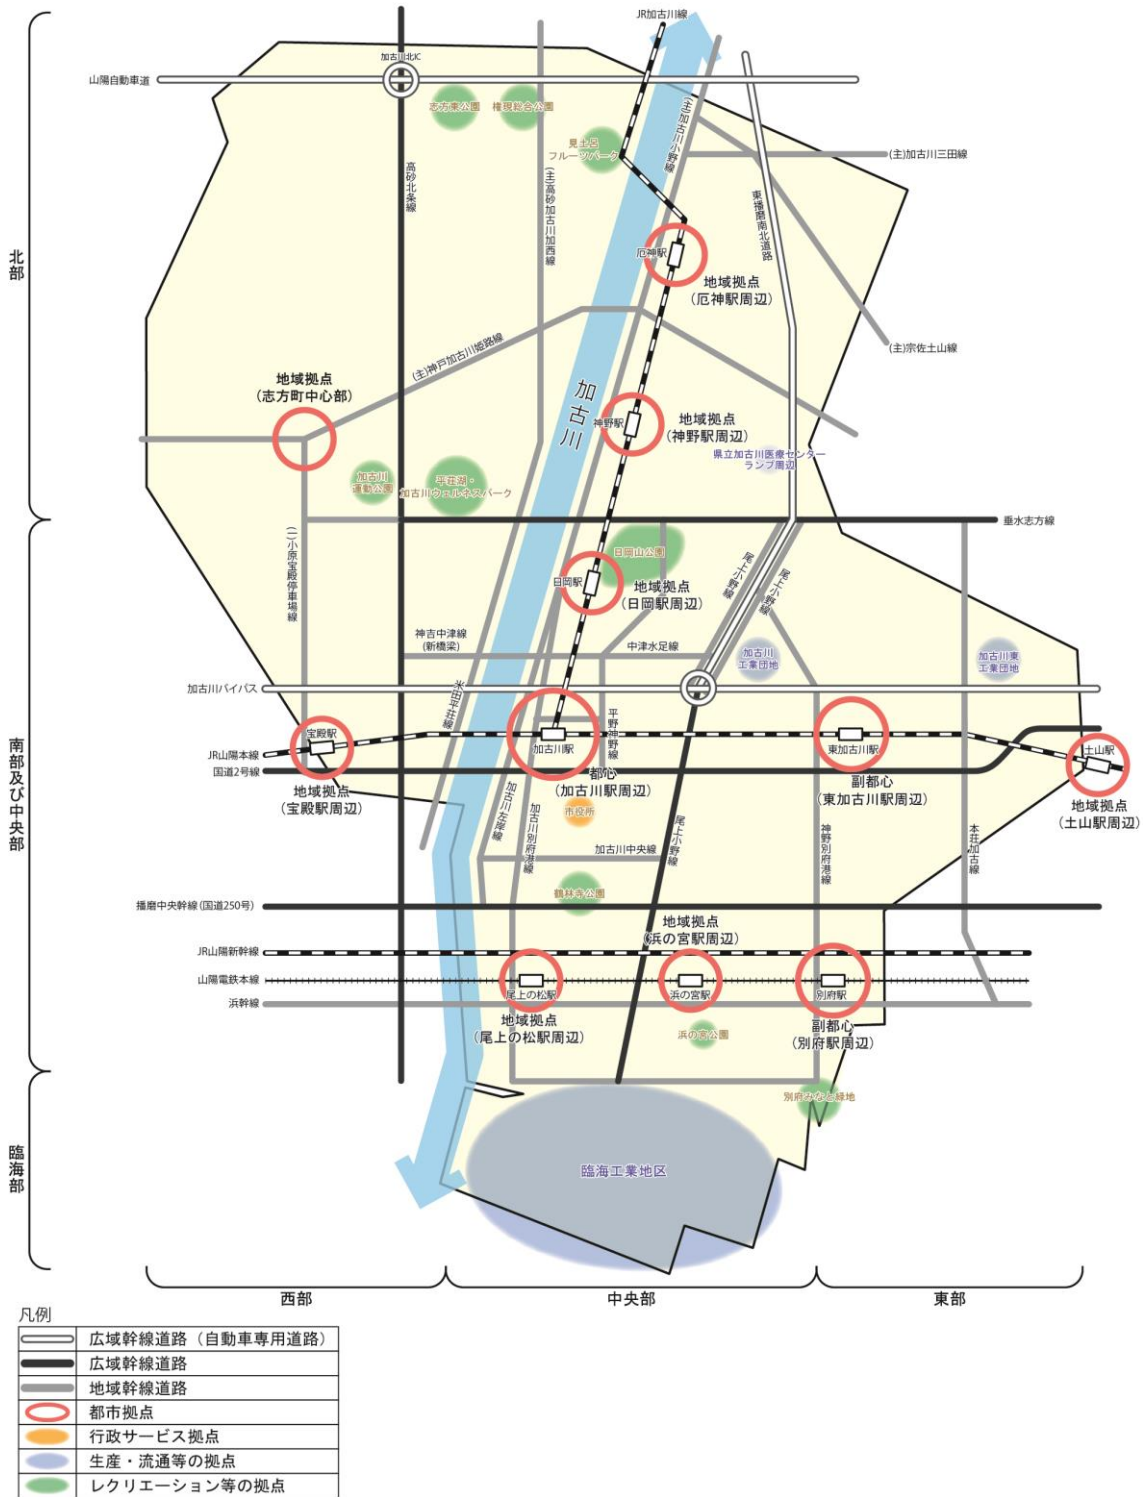 JR加古川線
加古川北IC
山陽自動車道
志方東公園
権現総合公園
見土呂
フルーツパーク
(主)加古川小野線
(主)加古川三田線
高砂北条線
(主)高砂加古川加西線
東播磨南北道路
北部
厄神駅
地域拠点
(厄神駅周辺)
(主)宗佐土山線
(主)神戸加古川姫路線
地域拠点
(志方町中心部)
加古川
神野駅
地域拠点
(神野駅周辺)
県立加古川医療センター
ランプ周辺
加古川
運動公園
平荘湖・
加古川ウェルネスパーク
垂水志方線
(一)小原宝殿停車場線
日岡山公園
日岡駅
地域拠点
(日岡駅周辺)
尾上小野線
尾上小野線
神吉中津線
(新橋梁)
中津水足線
加古川
工業団地
加古川東
工業団地
加古川バイパス
米田平荘線
平野神野線
南部及び中央部
宝殿駅
加古川駅
東加古川駅
土山駅
JR山陽本線
国道2号線
地域拠点
(宝殿駅周辺)
都心
(加古川駅周辺)
副都心
(東加古川駅周辺)
地域拠点
(土山駅周辺)
加古川左岸線
加古川別府港線
市役所
尾上小野線
加古川中央線
神野別府港線
本荘加古線
鶴林寺公園
播磨中央幹線(国道250号)
地域拠点
(浜の宮駅周辺)
JR山陽新幹線
山陽電鉄本線
浜幹線
尾上の松駅
浜の宮駅
別府駅
地域拠点
(尾上の松駅周辺)
浜の宮公園
副都心
(別府駅周辺)
別府みなと緑地
臨海部
臨海工業地区
西部
中央部
東部
凡例
広域幹線道路（自動車専用道路）
広域幹線道路
地域幹線道路
都市拠点
行政サービス拠点
生産・流通等の拠点
レクリエーション等の拠点